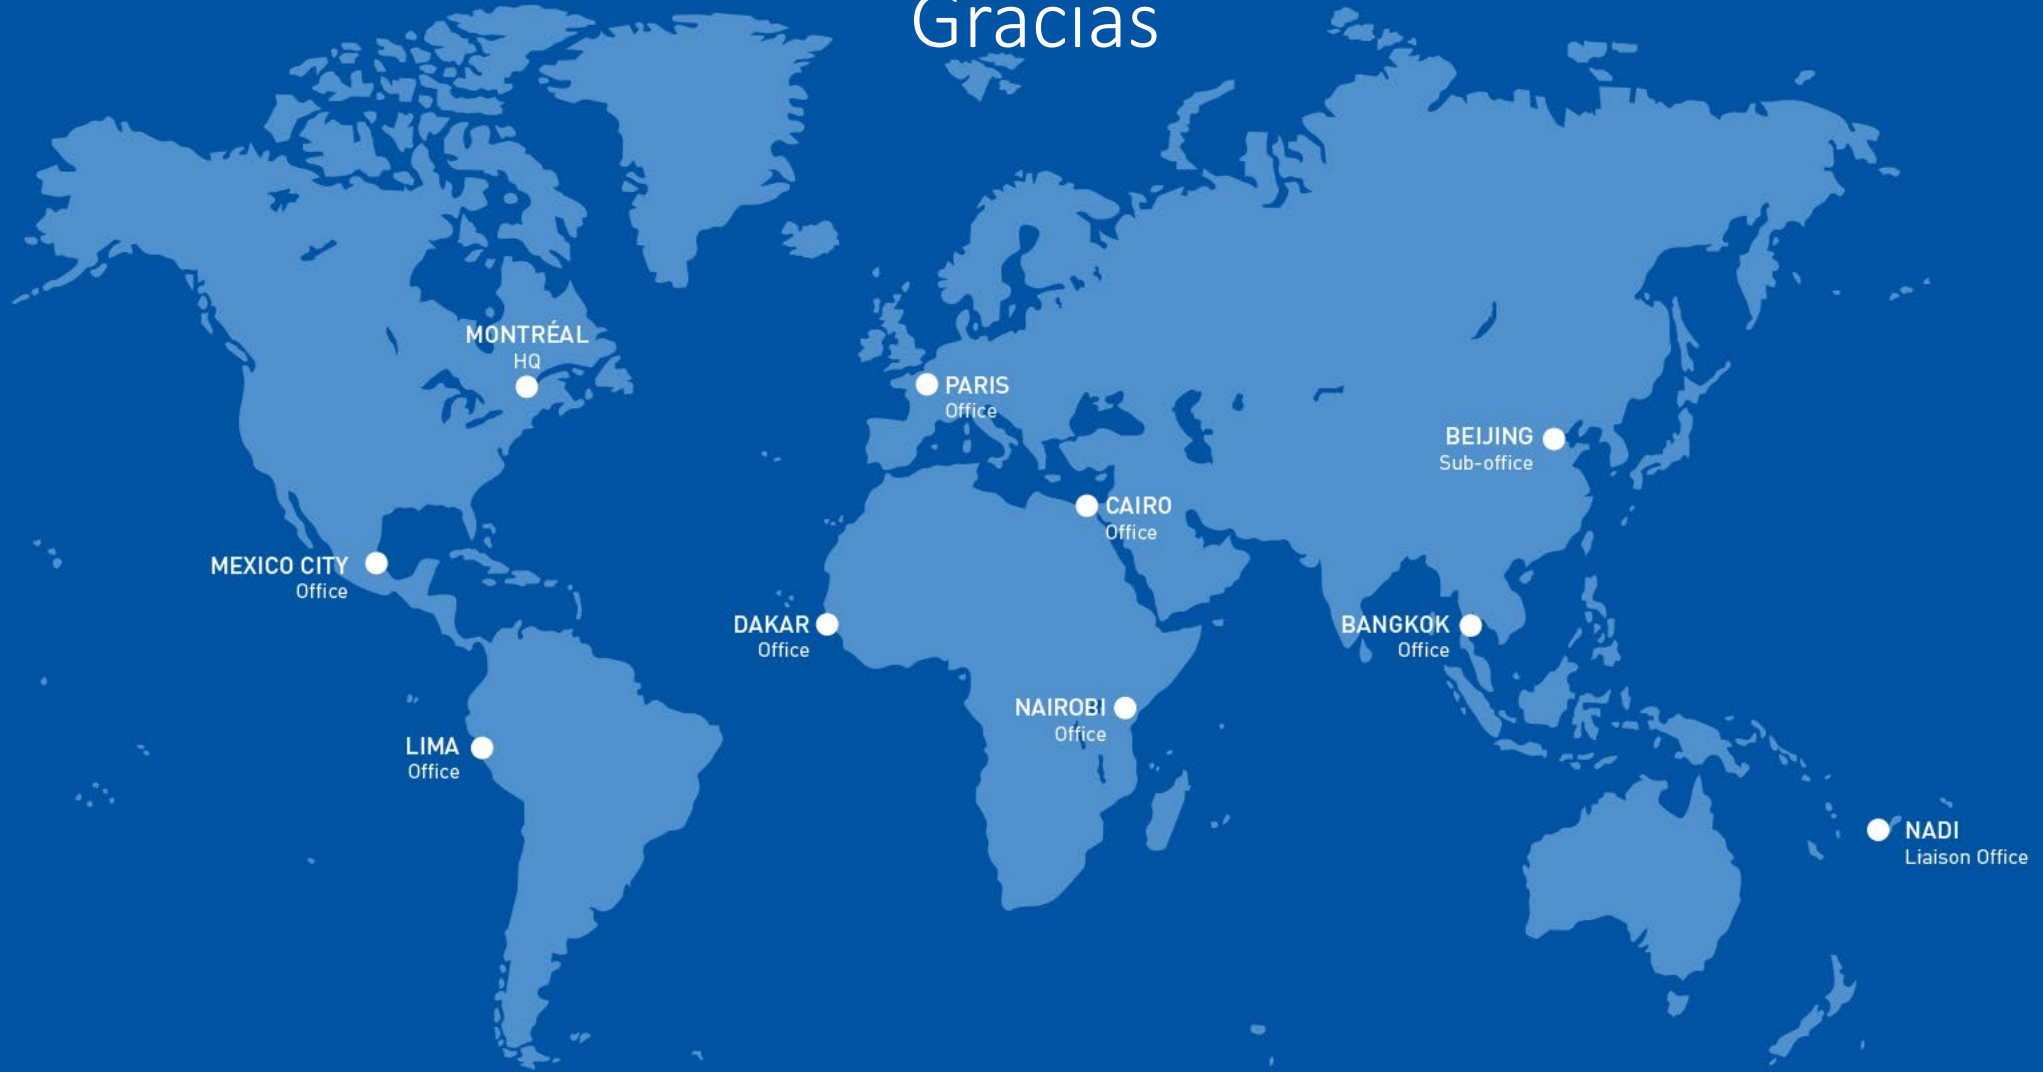 Gracias
MONTRÉAL
HQ
PARIS
Office
BEIJING
Sub-office
CAIRO
Office
MEXICO CITY
Office
DAKAR
Office
BANGKOK
Office
NAIROBI
Office
LIMA
Office
NADI
Liaison Office